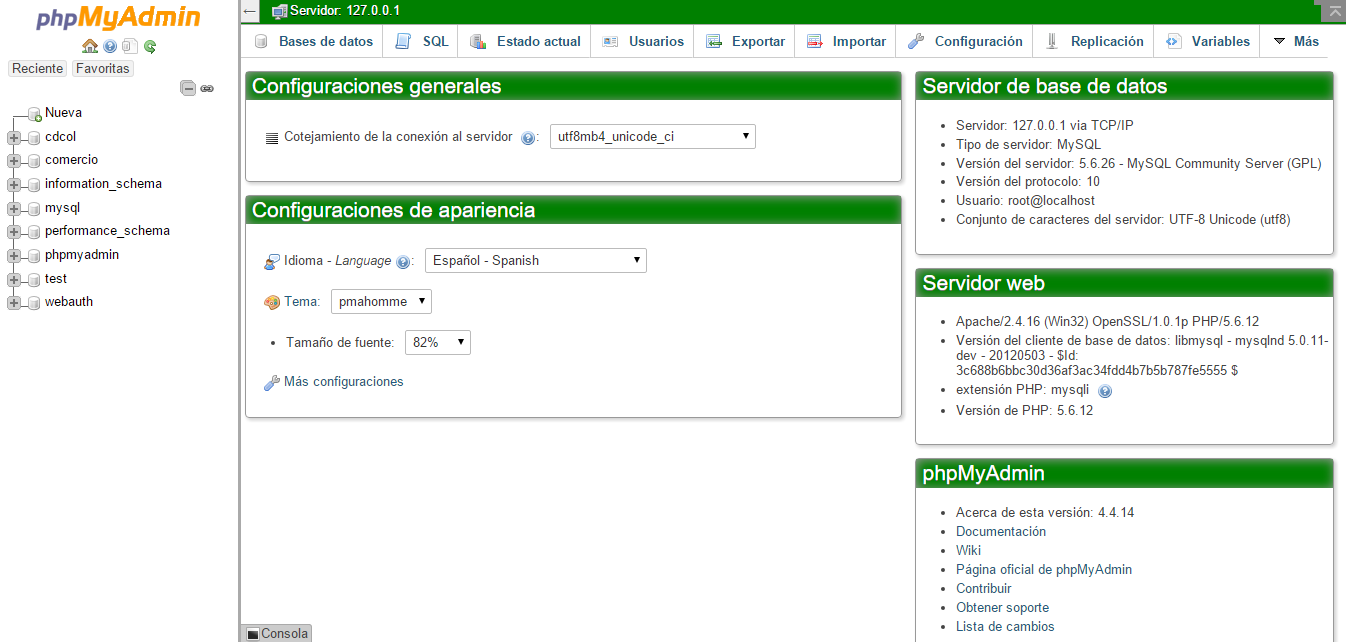 phpMyAdmin
Reciente Favoritas
Nueva
cdcol
comercio
information_schema
mysql
performance_schema
phpmyadmin
test
webauth
Servidor: 127.0.0.1
Bases de datos SQL Estado actual Usuarios Exportar Importar Configuración Replicación Variables Más
Configuraciones generales
Cotejamiento de la conexión al servidor : utf8mb4_unicode_ci
Configuraciones de apariencia
Idioma - Language : Español - Spanish
Tema: pmahomme
Tamaño de fuente: 82%
Más configuraciones
Servidor de base de datos
Servidor: 127.0.0.1 via TCP/IP
Tipo de servidor: MySQL
Versión del servidor: 5.6.26 - MySQL Community Server (GPL)
Versión del protocolo: 10
Usuario: root@localhost
Conjunto de caracteres del servidor: UTF-8 Unicode (utf8)
Servidor web
Apache/2.4.16 (Win32) OpenSSL/1.0.1p PHP/5.6.12
Versión del cliente de base de datos: libmysql - mysqlnd 5.0.11-
dev - 20120503 - $Id:
3c688b6bbc30d36af3ac34fdd4b7b5b787fe5555 $
extensión PHP: mysqli
Versión de PHP: 5.6.12
phpMyAdmin
Acerca de esta versión: 4.4.14
Documentación
Wiki
Página oficial de phpMyAdmin
Contribuir
Obtener soporte
Lista de cambios
Consola